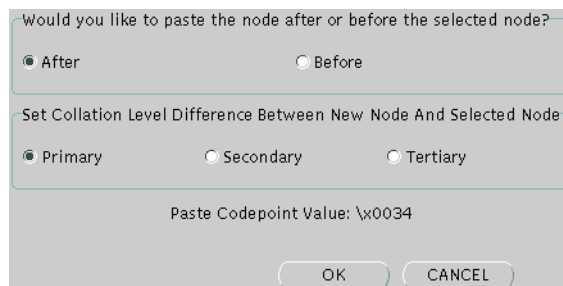 Would you like to paste the node after or before the selected node?
After Before
Set Collation Level Difference Between New Node And Selected Node
Primary Secondary Tertiary
Paste Codepoint Value: \x0034
OK CANCEL